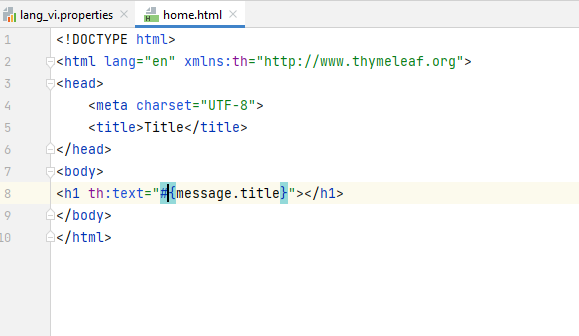 lang_vi.properties home.html
1 <!DOCTYPE html>
2 <html lang="en" xmlns:th="http://www.thymeleaf.org">
3 <head>
4     <meta charset="UTF-8">
5     <title>Title</title>
6 </head>
7 <body>
8 <h1 th:text="#{message.title}"></h1>
9 </body>
10 </html>